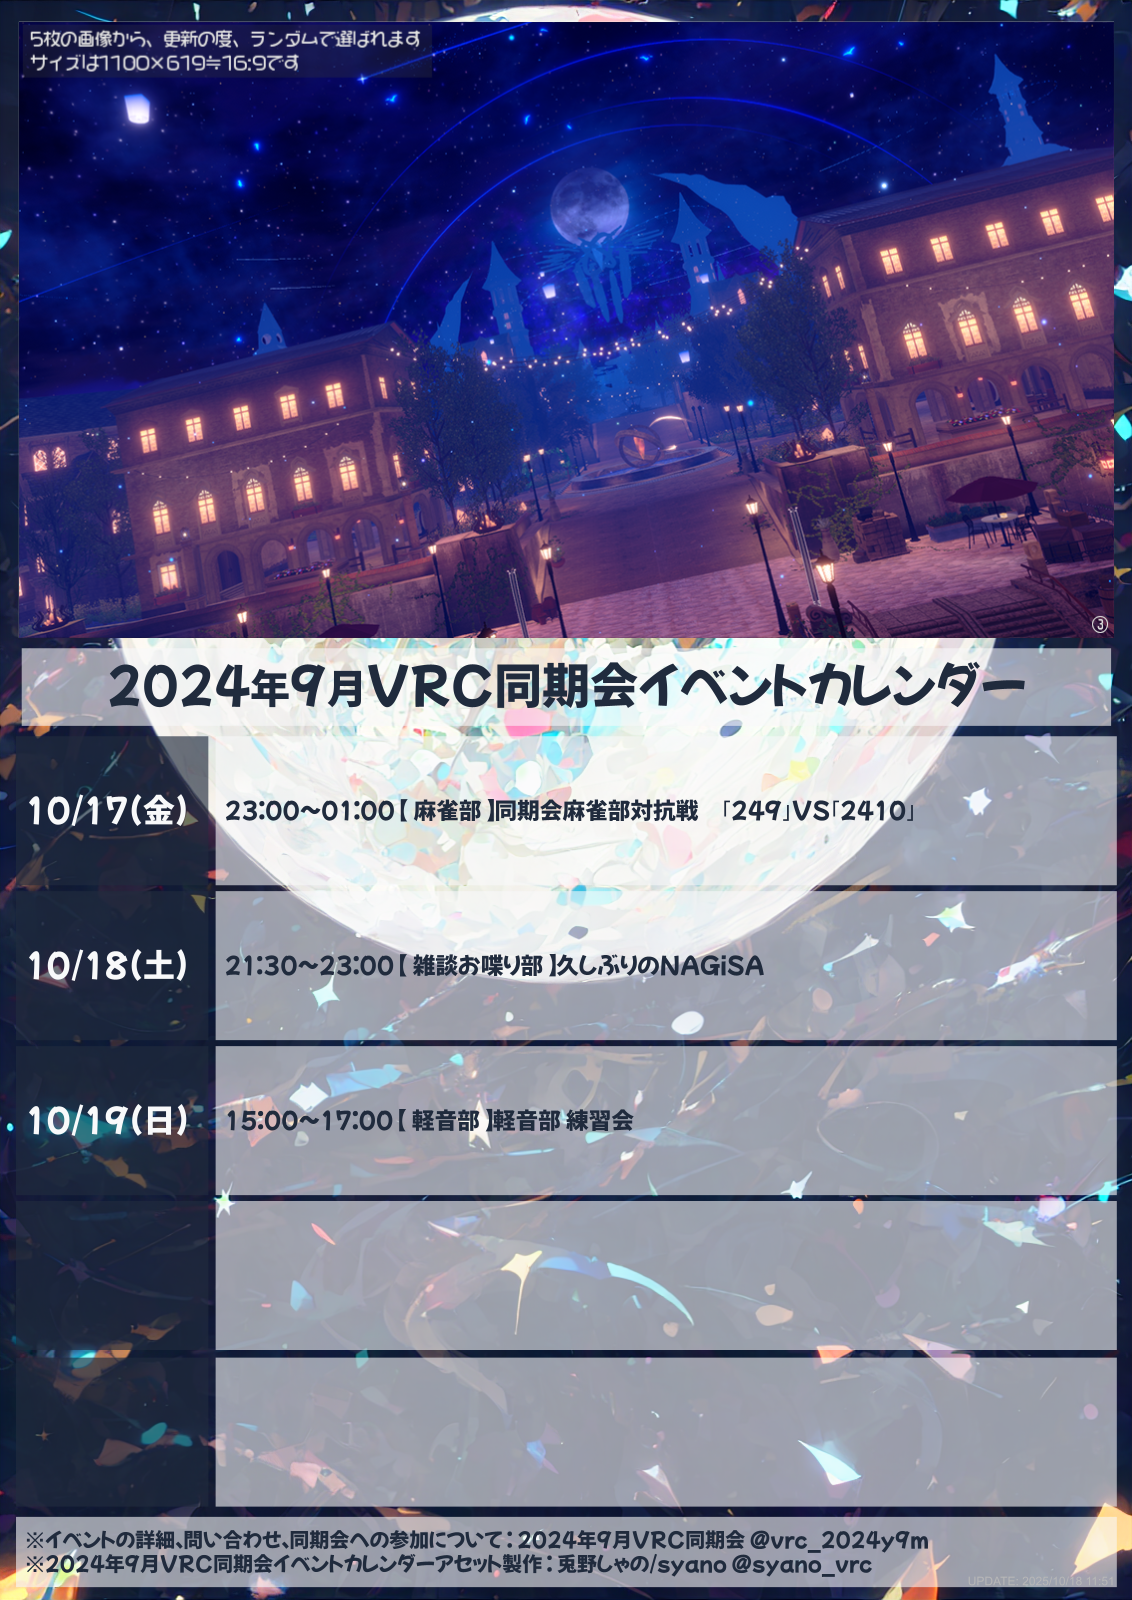 5枚の画像から、更新の度、ランダムで選ばれます
サイズは1100×619≒16:9です
③
2024年9月VRC同期会イベントカレンダー
10/17(金)
23:00～01:00【 麻雀部 】同期会麻雀部対抗戦　「249」VS「2410」
10/18(土)
21:30～23:00【 雑談お喋り部 】久しぶりのNAGiSA
10/19(日)
15:00～17:00【 軽音部 】軽音部 練習会
※イベントの詳細、問い合わせ、同期会への参加について：2024年9月VRC同期会 @vrc_2024y9m
※2024年9月VRC同期会イベントカレンダーアセット製作：兎野しゃの/syano @syano_vrc
UPDATE: 2025/10/18 11:51